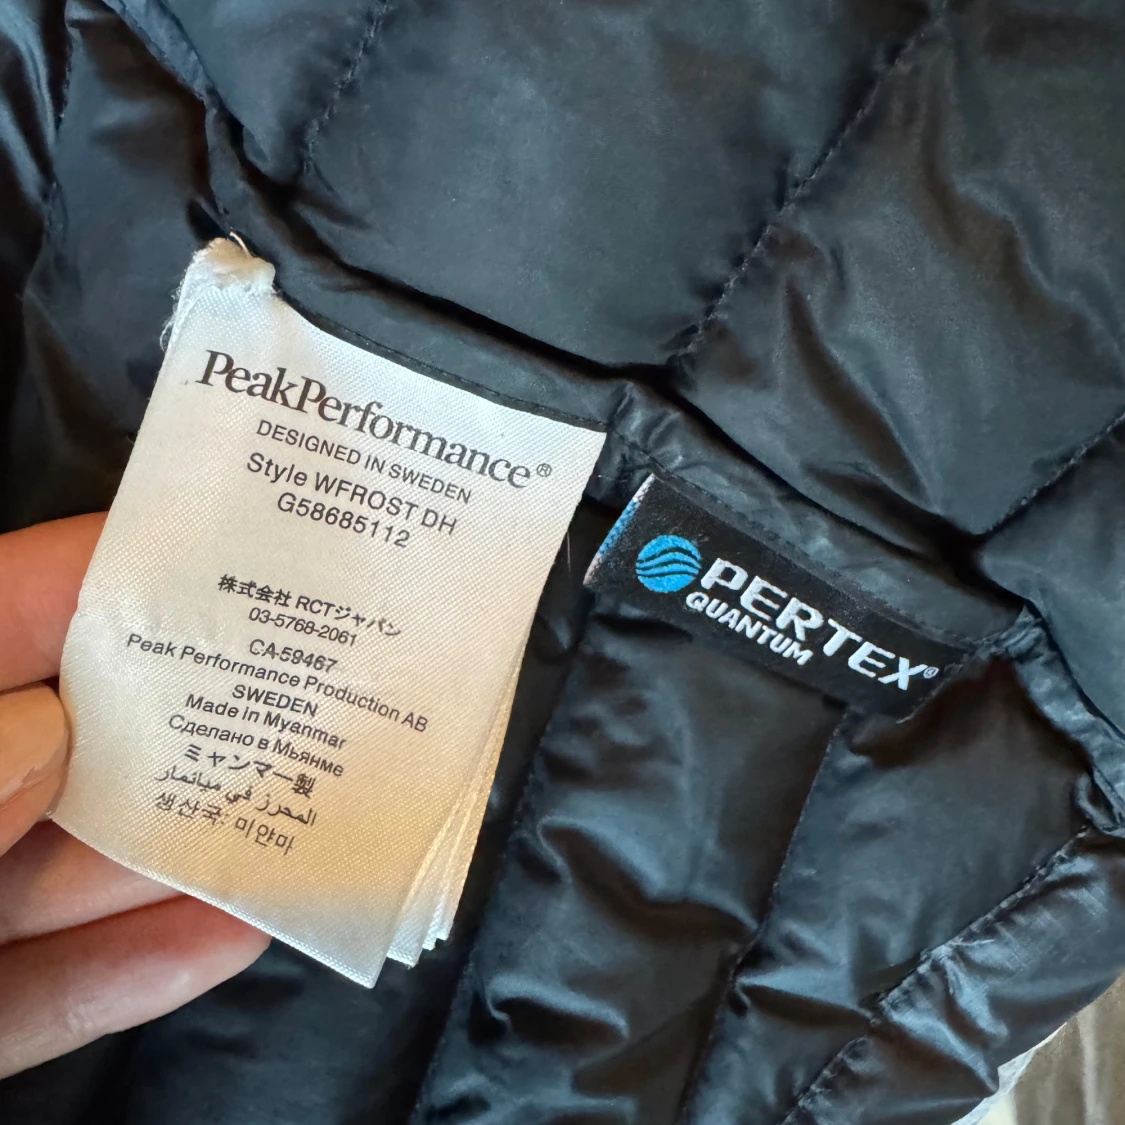 PeakPerformance®
DESIGNED IN SWEDEN
Style WFROST DH
G58685112
株式会社 RCTジャパン
03-5768-2061
CA-59467
Peak Performance Production AB
SWEDEN
Made in Myanmar
Сделано в Мьянме
ミャンマー製
المحرز في ميانمار
생산국: 미얀마
PERTEX®
QUANTUM